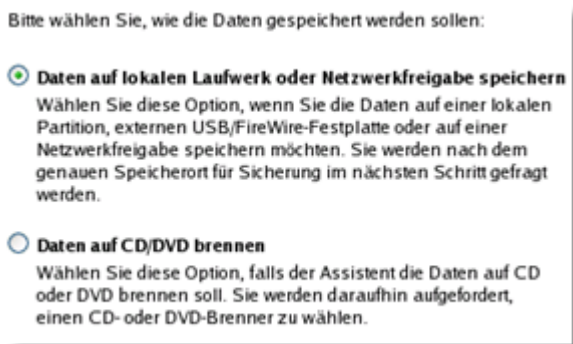 Bitte wählen Sie, wie die Daten gespeichert werden sollen:
Daten auf lokalen Laufwerk oder Netzwerkfreigabe speichern
Wählen Sie diese Option, wenn Sie die Daten auf einer lokalen
Partition, externen USB/FireWire-Festplatte oder auf einer
Netzwerkfreigabe speichern möchten. Sie werden nach dem
genauen Speicherort für Sicherung im nächsten Schritt gefragt
werden.
Daten auf CD/DVD brennen
Wählen Sie diese Option, falls der Assistent die Daten auf CD
oder DVD brennen soll. Sie werden daraufhin aufgefordert,
einen CD- oder DVD-Brenner zu wählen.